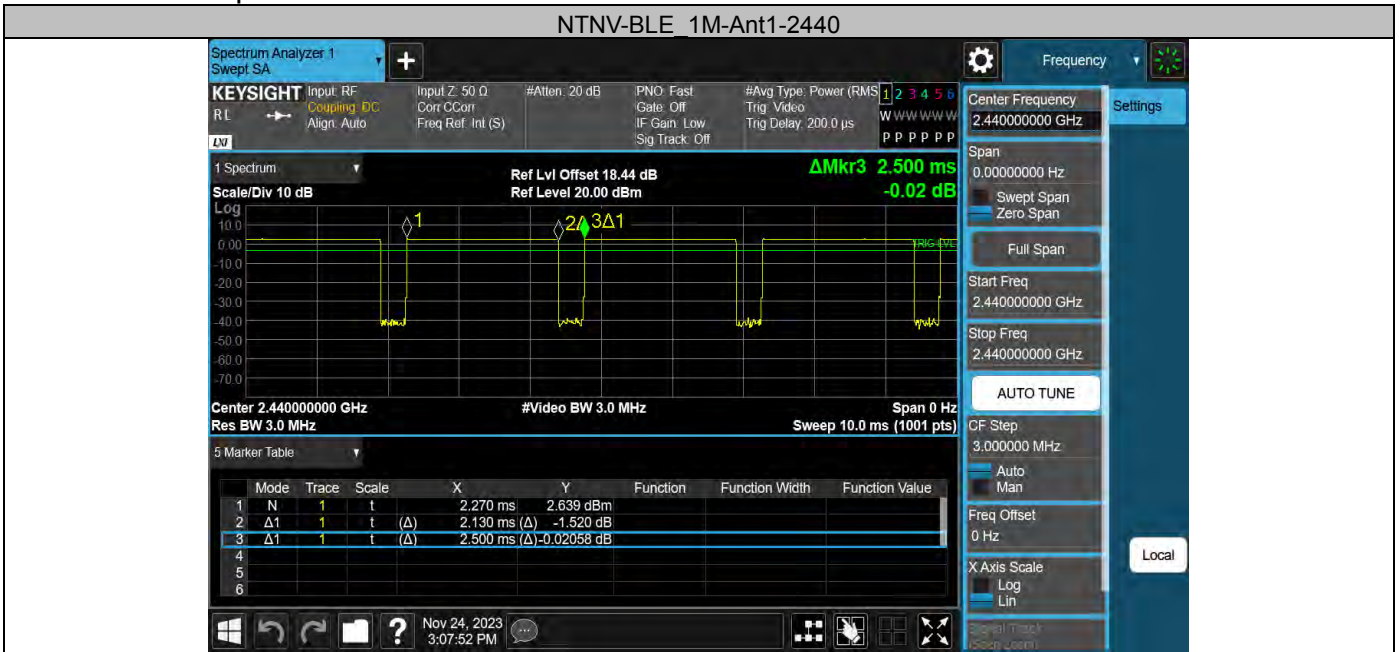 NTNV-BLE_1M-Ant1-2440
Spectrum Analyzer 1
Swept SA
+
Frequency
KEYSIGHT
RL
LXI
Input: RF
Coupling: DC
Align: Auto
Input Z: 50 Ω
Corr CCorr
Freq Ref: Int (S)
#Atten: 20 dB
PNO: Fast
Gate: Off
IF Gain: Low
Sig Track: Off
#Avg Type: Power (RMS
Trig: Video
Trig Delay: 200.0 µs
1 2 3 4 5 6
W W W W W W
P P P P P P
1 Spectrum
Scale/Div 10 dB
Ref Lvl Offset 18.44 dB
Ref Level 20.00 dBm
ΔMkr3 2.500 ms
-0.02 dB
Log
10.0
0.00
-10.0
-20.0
-30.0
-40.0
-50.0
-60.0
-70.0
1
2Δ 3Δ1
TRIG LVL
Center 2.440000000 GHz
#Video BW 3.0 MHz
Span 0 Hz
Res BW 3.0 MHz
Sweep 10.0 ms (1001 pts)
5 Marker Table
Mode Trace Scale X Y Function Function Width Function Value
1 N 1 t 2.270 ms 2.639 dBm
2 Δ1 1 t (Δ) 2.130 ms (Δ) -1.520 dB
3 Δ1 1 t (Δ) 2.500 ms (Δ) -0.02058 dB
4
5
6
?
Nov 24, 2023
3:07:52 PM
Center Frequency
2.440000000 GHz
Settings
Span
0.00000000 Hz
Swept Span
Zero Span
Full Span
Start Freq
2.440000000 GHz
Stop Freq
2.440000000 GHz
AUTO TUNE
CF Step
3.000000 MHz
Auto
Man
Freq Offset
0 Hz
X Axis Scale
Log
Lin
Local
Signal Track
(Span Zoom)